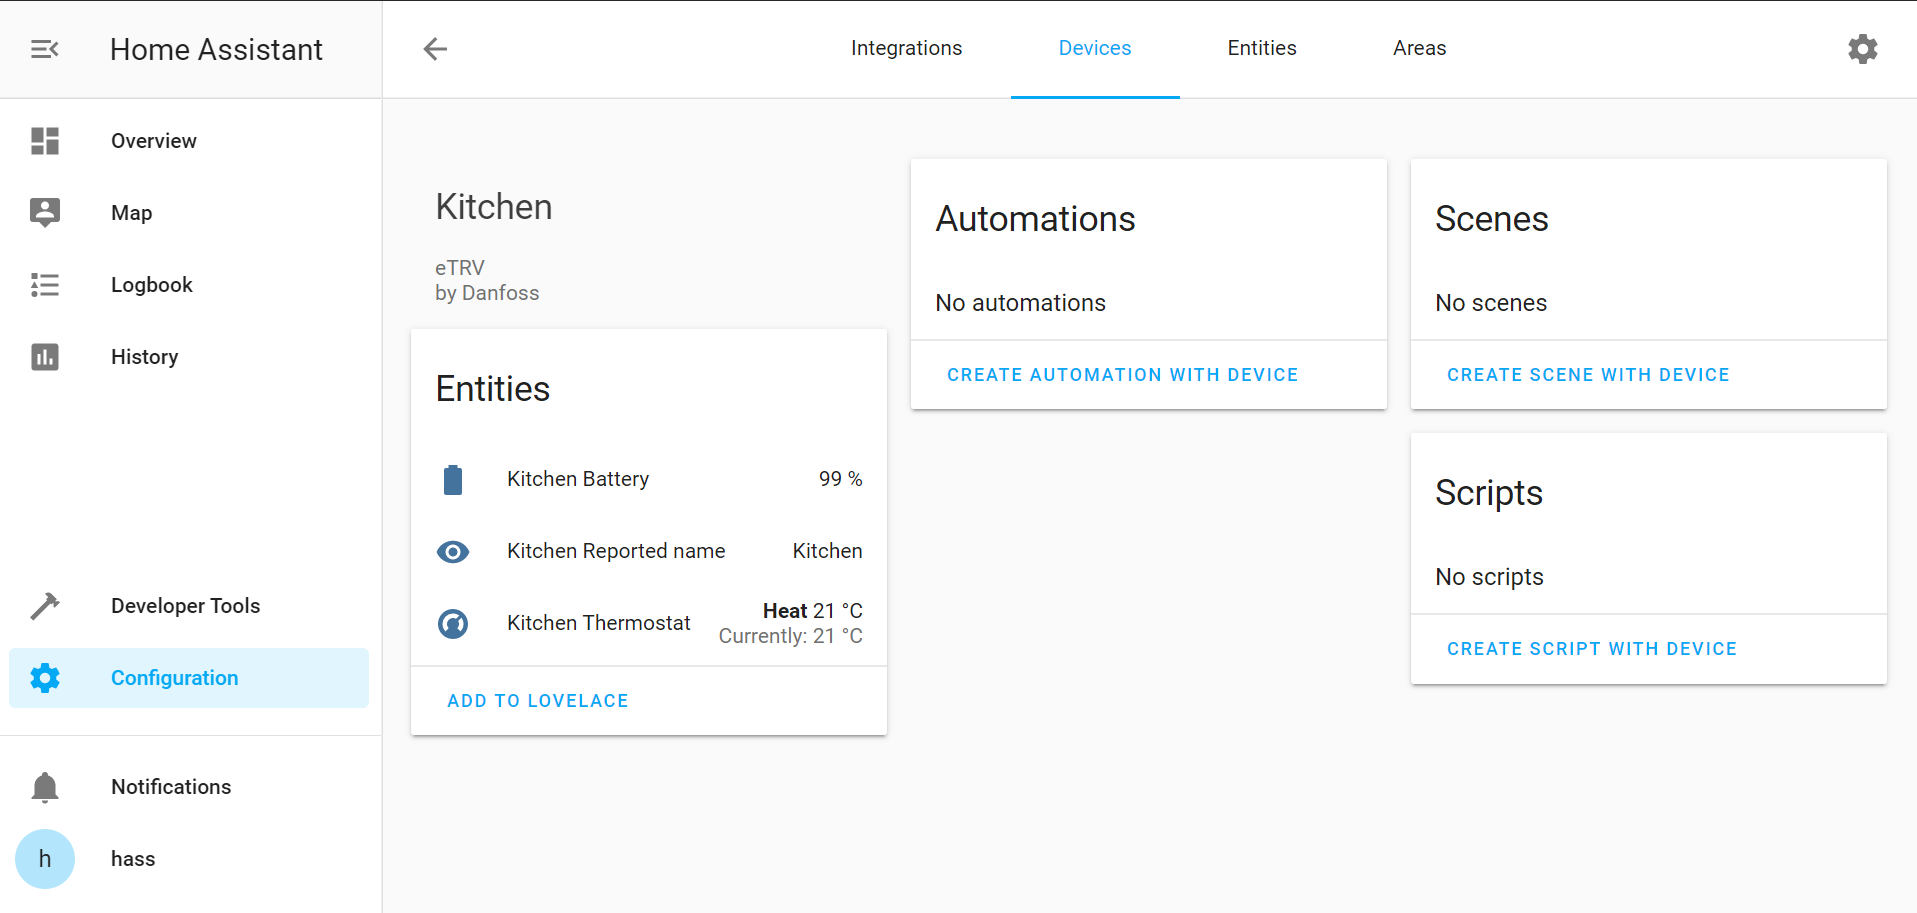 Home Assistant
Overview
Map
Logbook
History
Developer Tools
Configuration
Notifications
h
hass
Integrations
Devices
Entities
Areas
Kitchen
eTRV
by Danfoss
Entities
Kitchen Battery 99 %
Kitchen Reported name Kitchen
Kitchen Thermostat Heat 21 °C
Currently: 21 °C
ADD TO LOVELACE
Automations
No automations
CREATE AUTOMATION WITH DEVICE
Scenes
No scenes
CREATE SCENE WITH DEVICE
Scripts
No scripts
CREATE SCRIPT WITH DEVICE